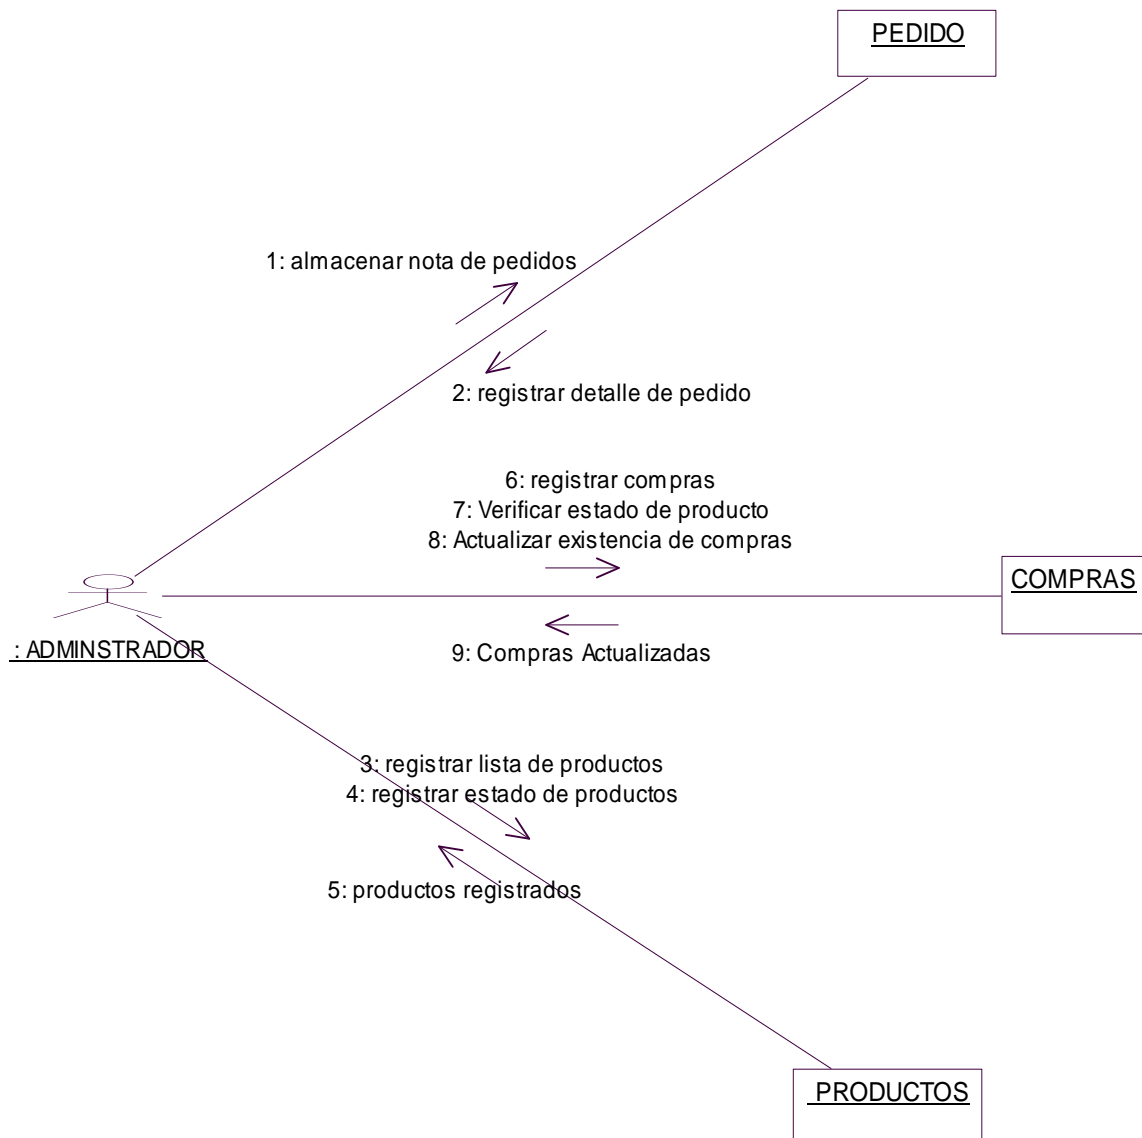 PEDIDO
1: almacenar nota de pedidos
2: registrar detalle de pedido
6: registrar compras
7: Verificar estado de producto
8: Actualizar existencia de compras
COMPRAS
: ADMINSTRADOR
9: Compras Actualizadas
3: registrar lista de productos
4: registrar estado de productos
5: productos registrados
PRODUCTOS